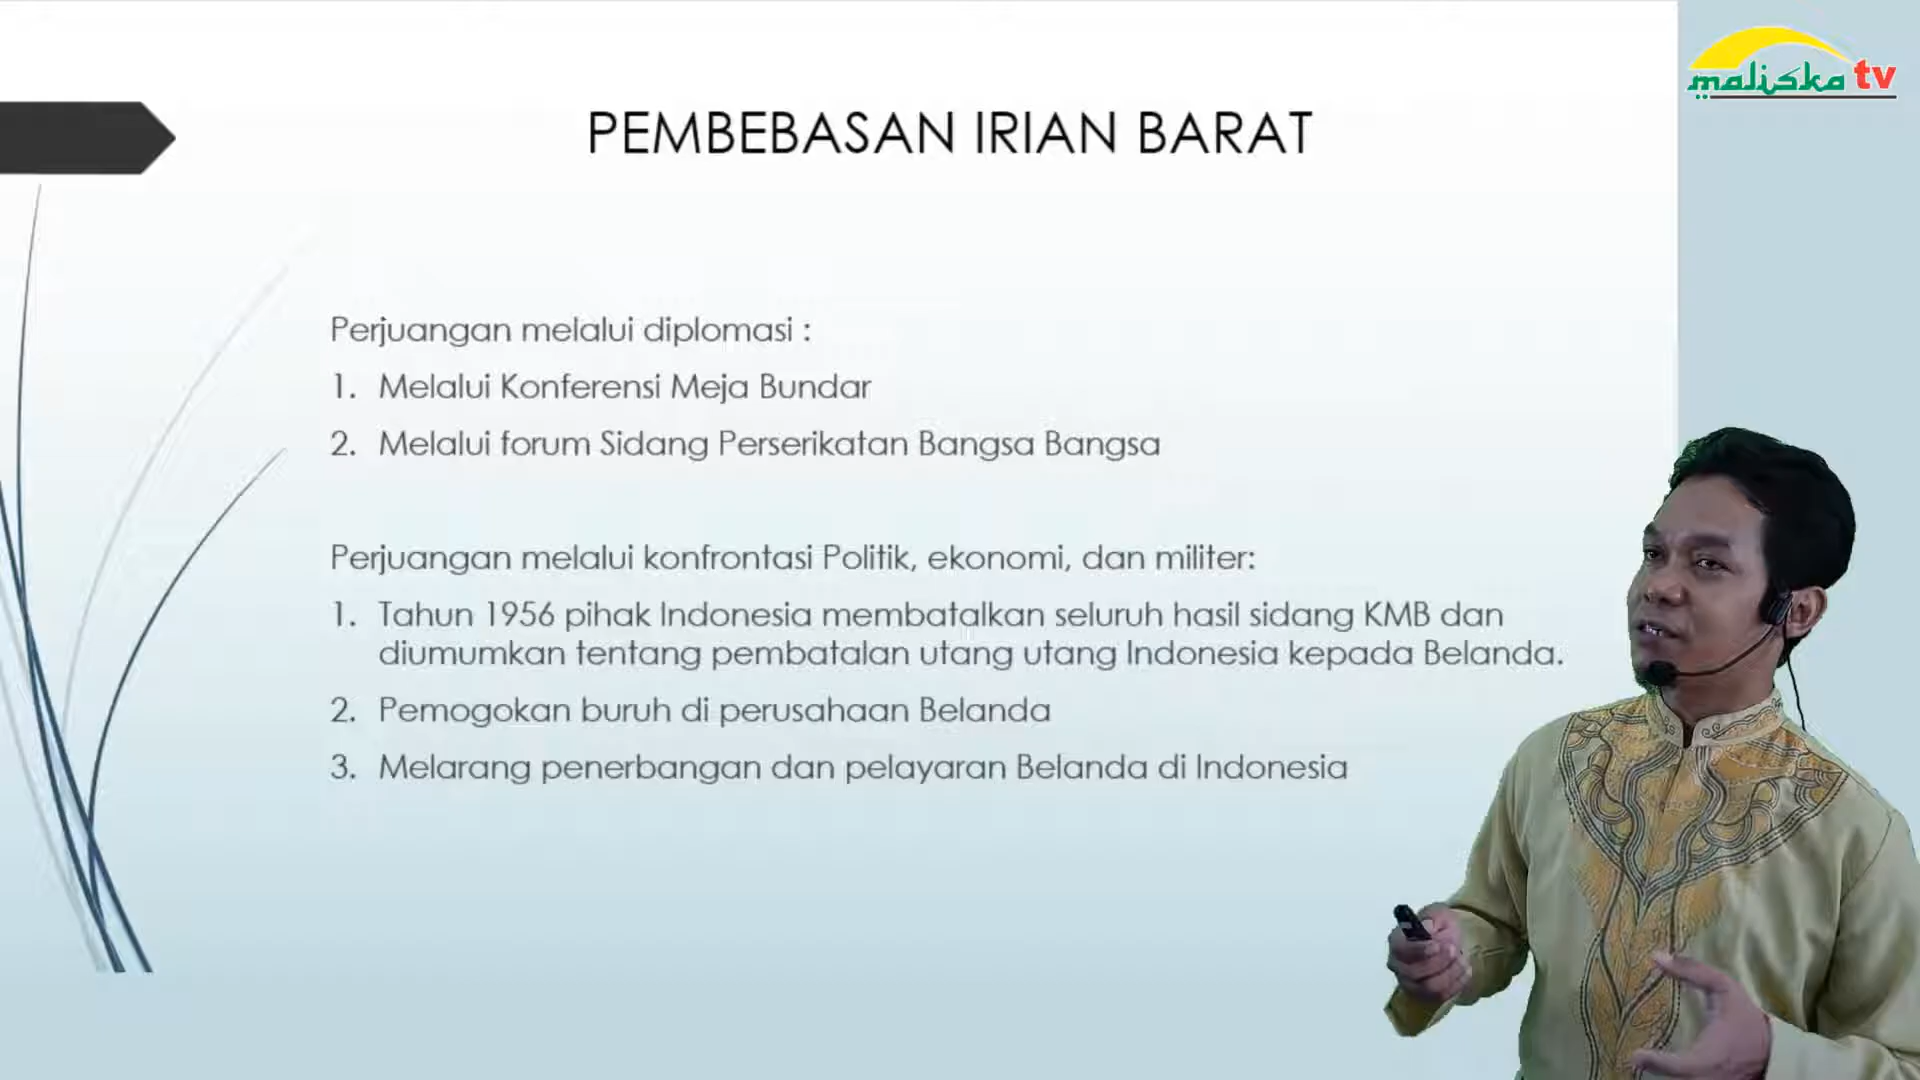 maliska tv
PEMBEBASAN IRIAN BARAT
Perjuangan melalui diplomasi :
1. Melalui Konferensi Meja Bundar
2. Melalui forum Sidang Perserikatan Bangsa Bangsa
Perjuangan melalui konfrontasi Politik, ekonomi, dan militer:
1. Tahun 1956 pihak Indonesia membatalkan seluruh hasil sidang KMB dan
diumumkan tentang pembatalan utang utang Indonesia kepada Belanda.
2. Pemogokan buruh di perusahaan Belanda
3. Melarang penerbangan dan pelayaran Belanda di Indonesia